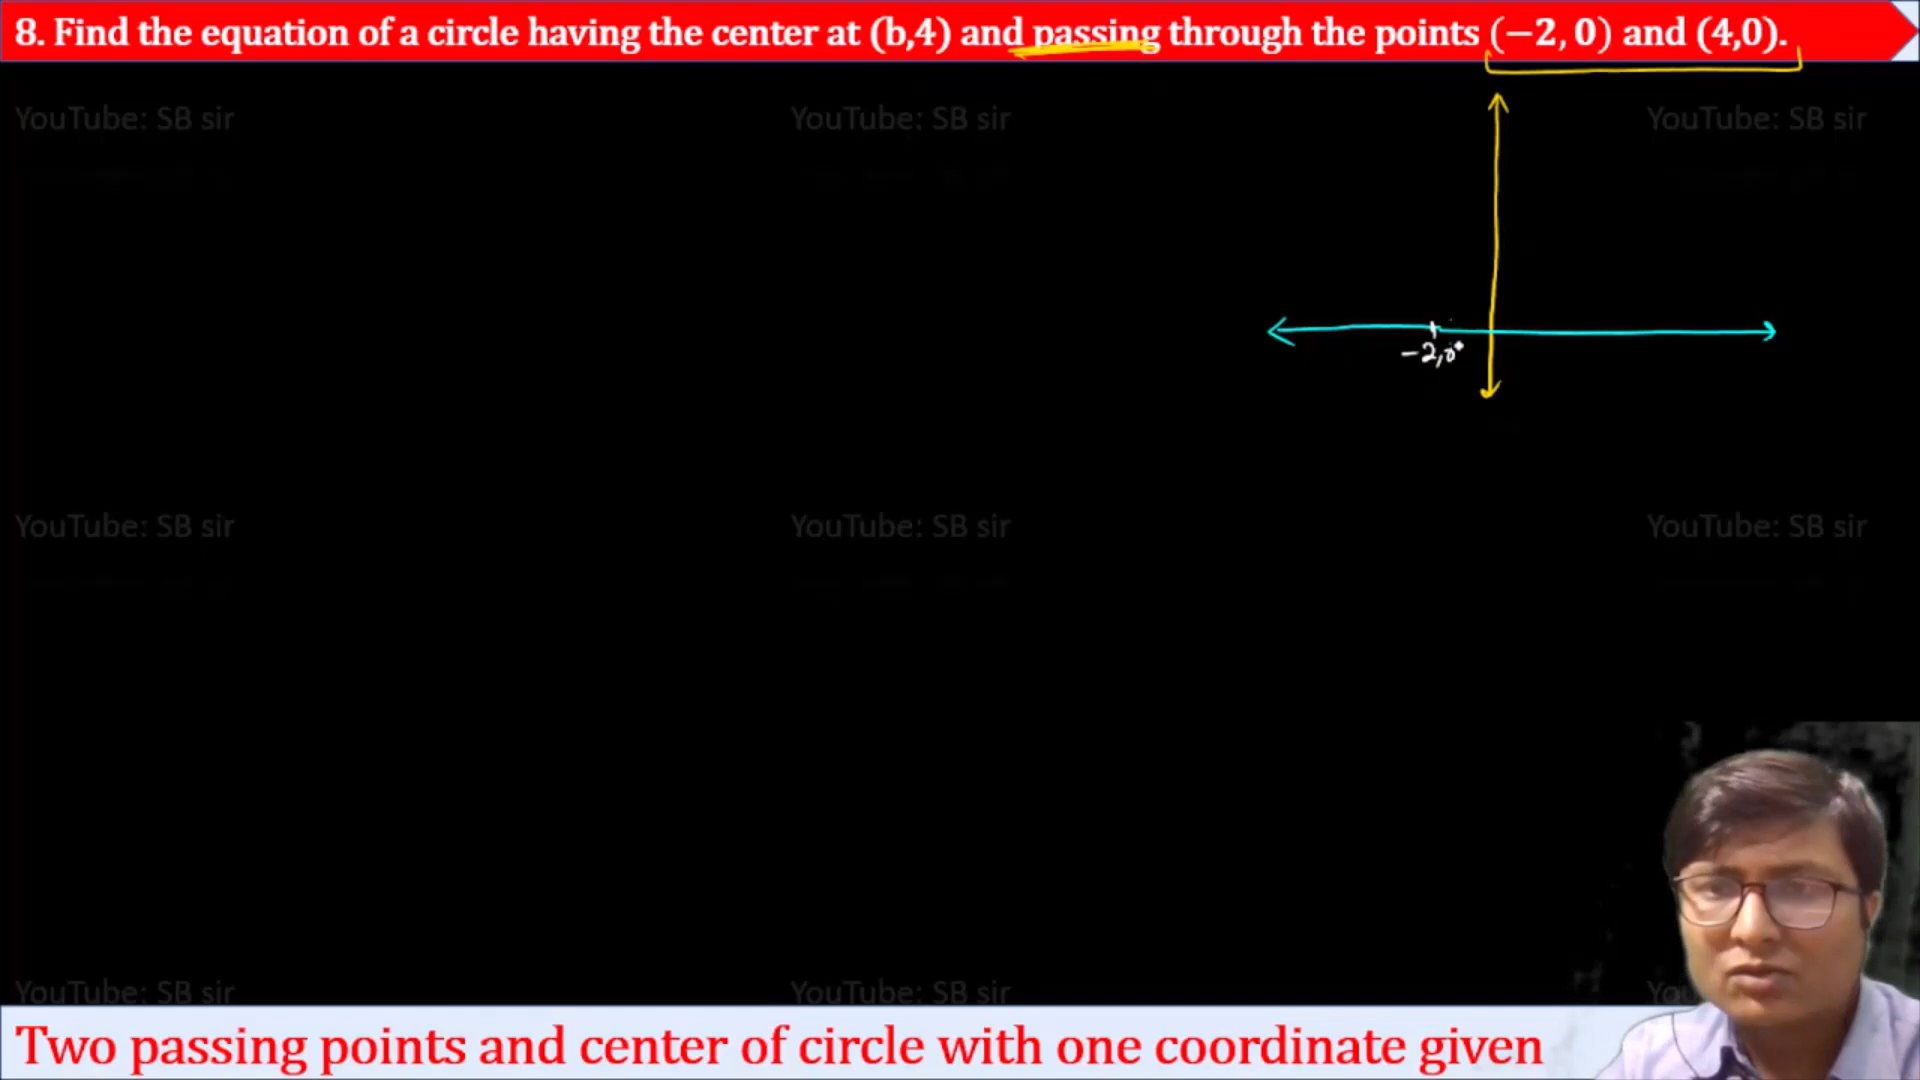 8. Find the equation of a circle having the center at (b,4) and passing through the points (−2, 0) and (4,0).
YouTube: SB sir YouTube: SB sir YouTube: SB sir
−2,0
YouTube: SB sir YouTube: SB sir YouTube: SB sir
YouTube: SB sir YouTube: SB sir
Two passing points and center of circle with one coordinate given